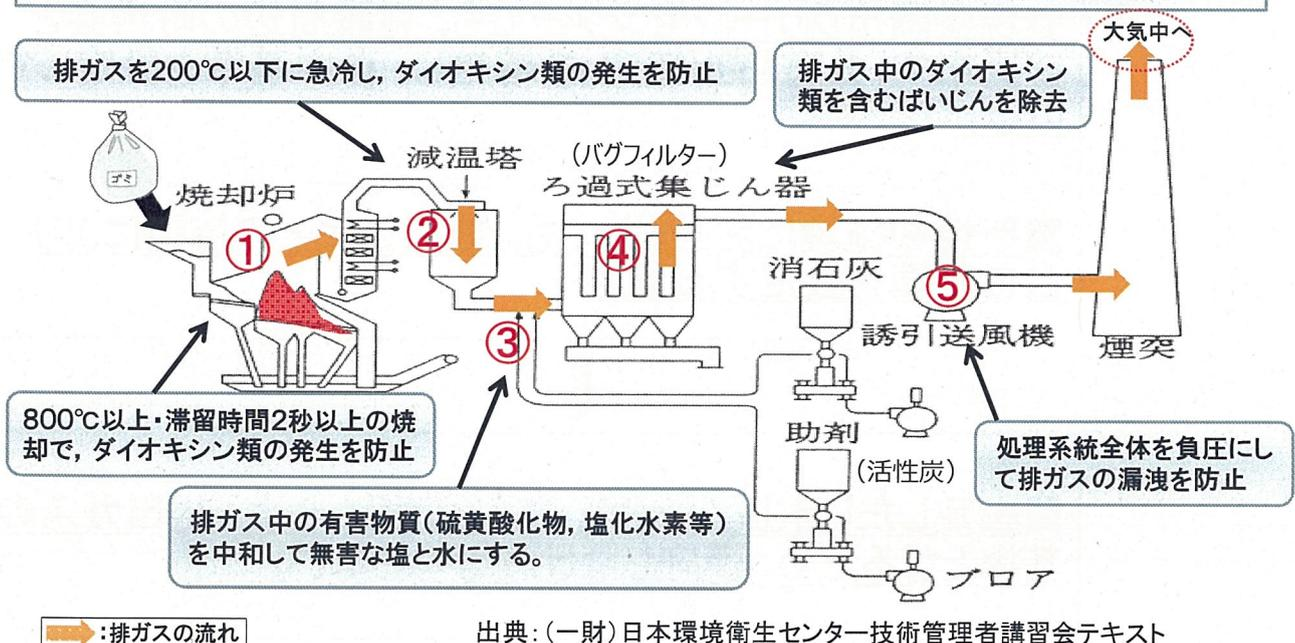 大気中へ
排ガスを200℃以下に急冷し，ダイオキシン類の発生を防止
排ガス中のダイオキシン
類を含むばいじんを除去
ゴミ
焼却炉
減温塔
（バグフィルター）
ろ過式集じん器
①
②
③
④
⑤
消石灰
誘引送風機
煙突
800℃以上・滞留時間2秒以上の焼
却で，ダイオキシン類の発生を防止
助剤
（活性炭）
処理系統全体を負圧にし
て排ガスの漏洩を防止
排ガス中の有害物質（硫黄酸化物，塩化水素等）
を中和して無害な塩と水にする。
ブロア
：排ガスの流れ
出典：（一財）日本環境衛生センター技術管理者講習会テキスト